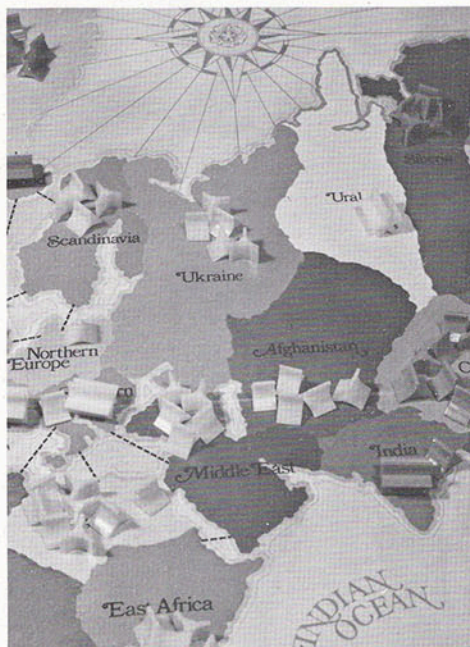 Siberia
Ural
Scandinavia
Ukraine
Northern
Europe
Afghanistan
Middle East
India
East Africa
INDIAN
OCEAN